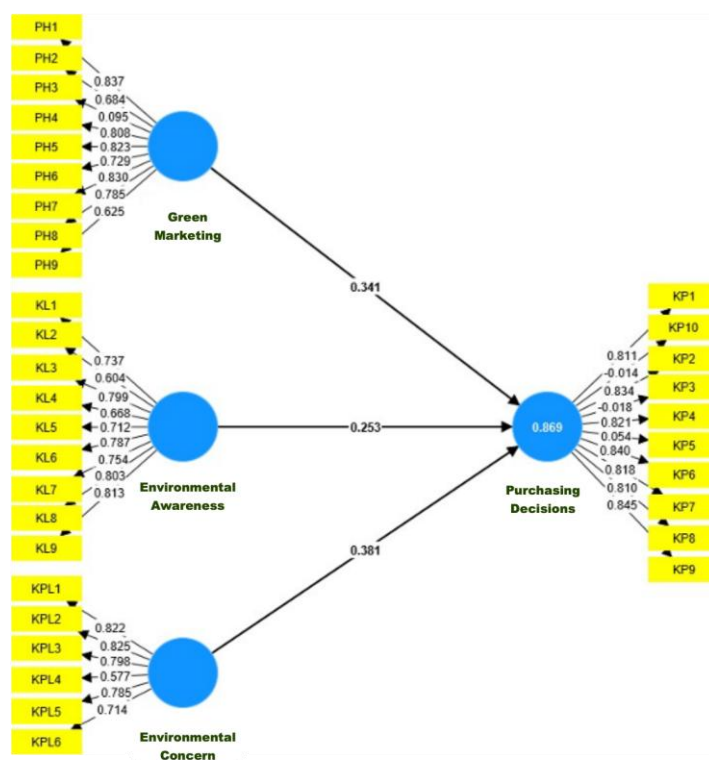 PH1
PH2
PH3
PH4
PH5
PH6
PH7
PH8
PH9
0.837
0.684
0.095
0.808
0.823
0.729
0.830
0.785
0.625
Green
Marketing
0.341
KL1
KL2
KL3
KL4
KL5
KL6
KL7
KL8
KL9
0.737
0.604
0.799
0.668
0.712
0.787
0.754
0.803
0.813
Environmental
Awareness
0.253
KPL1
KPL2
KPL3
KPL4
KPL5
KPL6
0.822
0.825
0.798
0.577
0.785
0.714
Environmental
Concern
0.381
0.869
Purchasing
Decisions
0.811
-0.014
0.834
-0.018
0.821
0.054
0.840
0.818
0.810
0.845
KP1
KP10
KP2
KP3
KP4
KP5
KP6
KP7
KP8
KP9